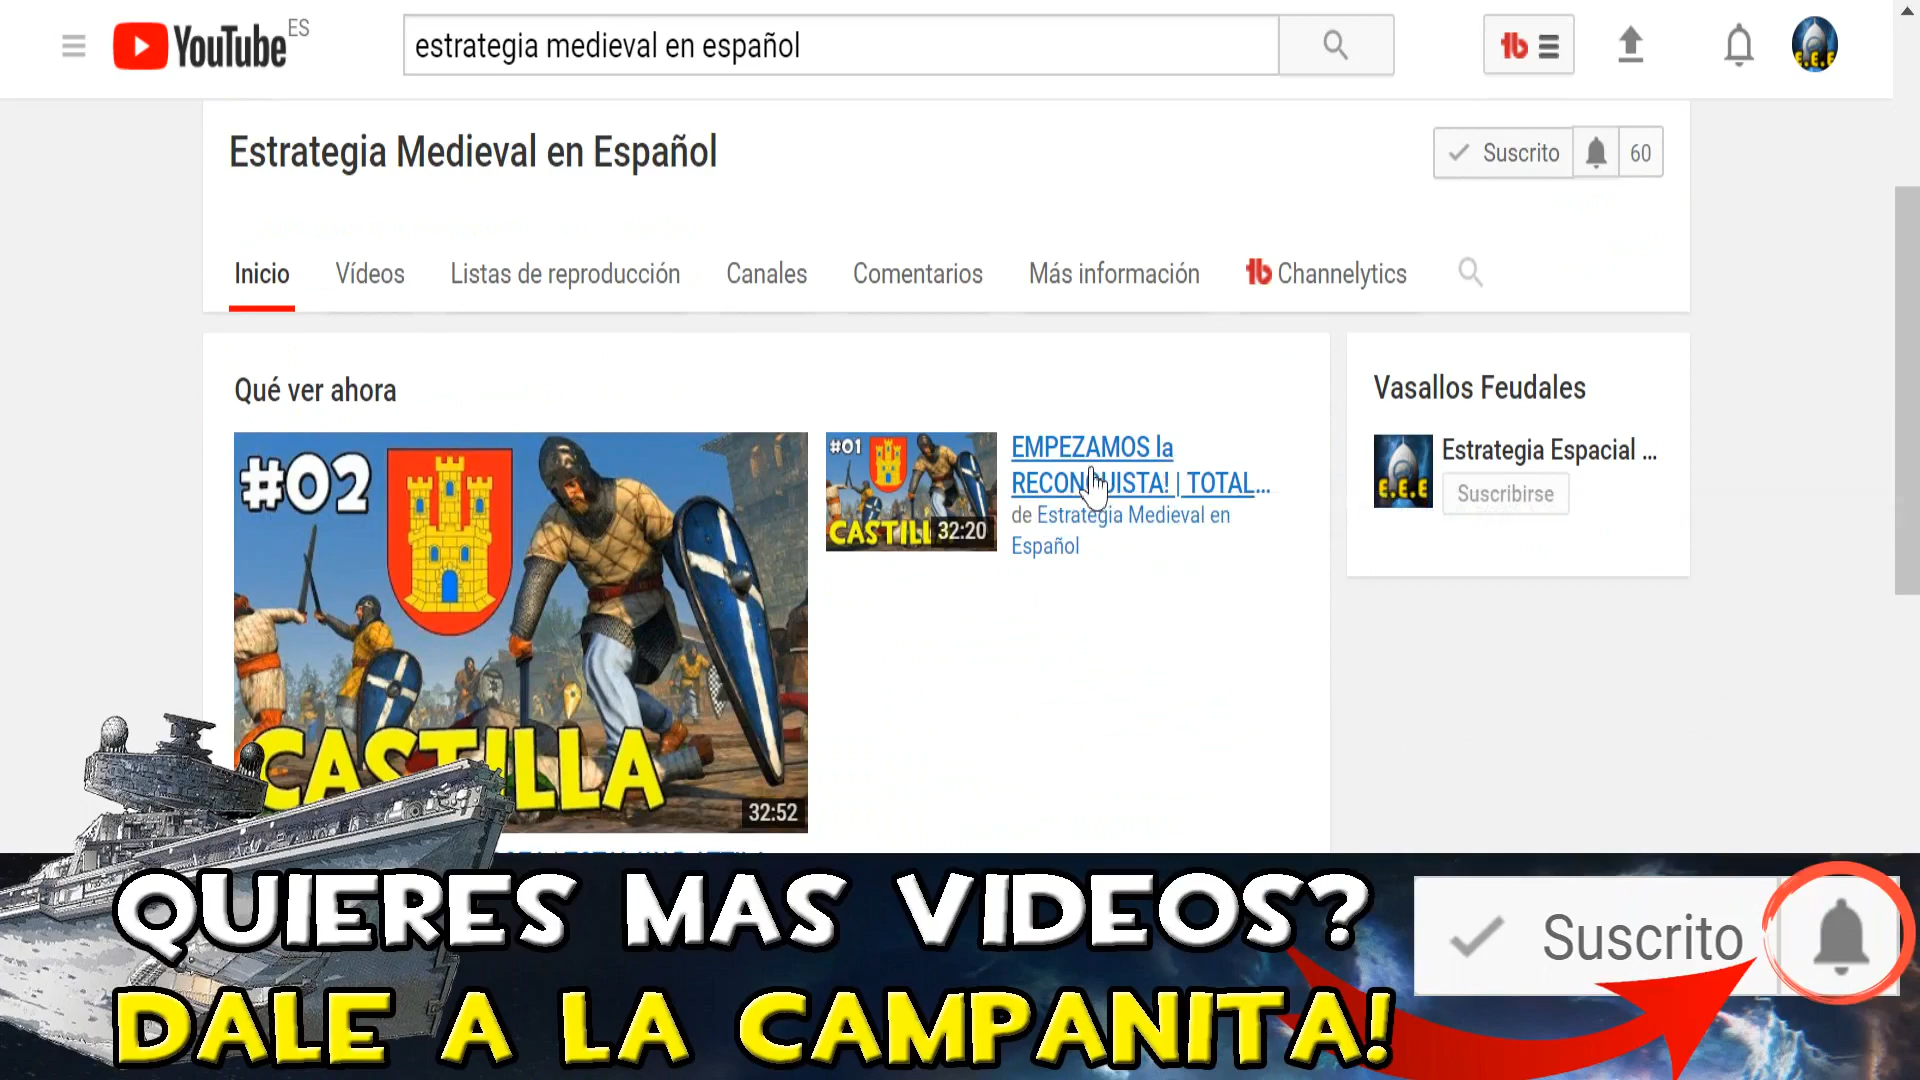 YouTube ES
estrategia medieval en español
Estrategia Medieval en Español
Suscrito 60
Inicio Vídeos Listas de reproducción Canales Comentarios Más información Channelytics
Qué ver ahora
#02
CASTILLA
32:52
#01
CASTILL
32:20
EMPEZAMOS la
RECONQUISTA! | TOTAL...
de Estrategia Medieval en
Español
Vasallos Feudales
E.E.E
Estrategia Espacial ...
Suscribirse
QUIERES MAS VIDEOS?
DALE A LA CAMPANITA!
Suscrito